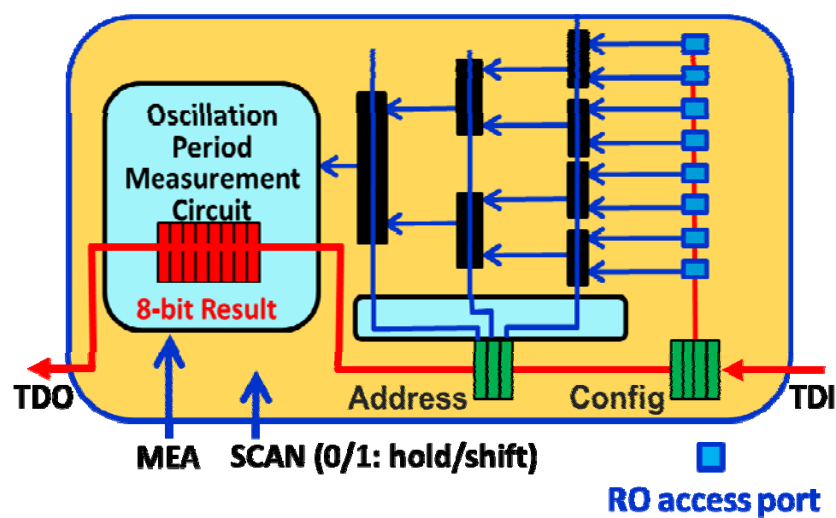 Oscillation
Period
Measurement
Circuit
8-bit Result
TDO
Address
Config
TDI
MEA
SCAN (0/1: hold/shift)
RO access port